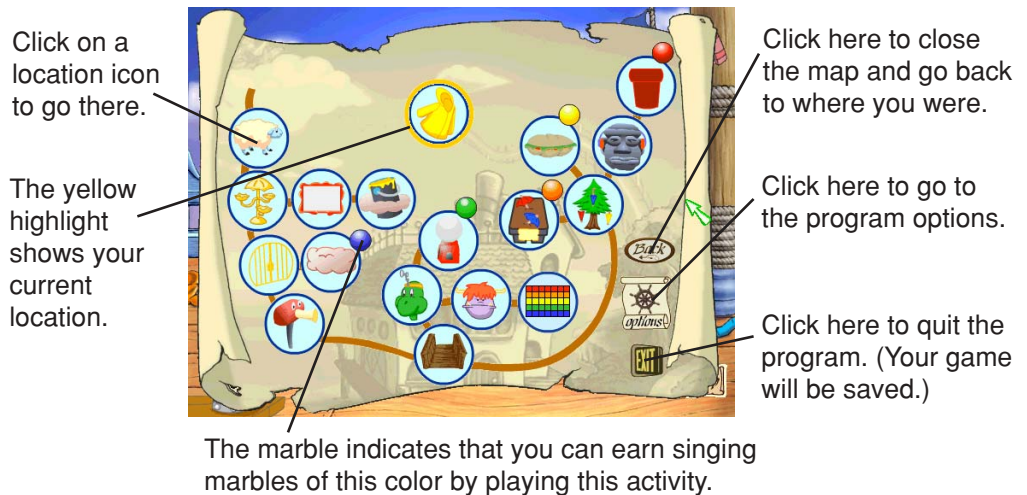 Click on a
location icon
to go there.
The yellow
highlight
shows your
current
location.
Click here to close
the map and go back
to where you were.
Click here to go to
the program options.
Click here to quit the
program. (Your game
will be saved.)
Back
options
EXIT
The marble indicates that you can earn singing
marbles of this color by playing this activity.